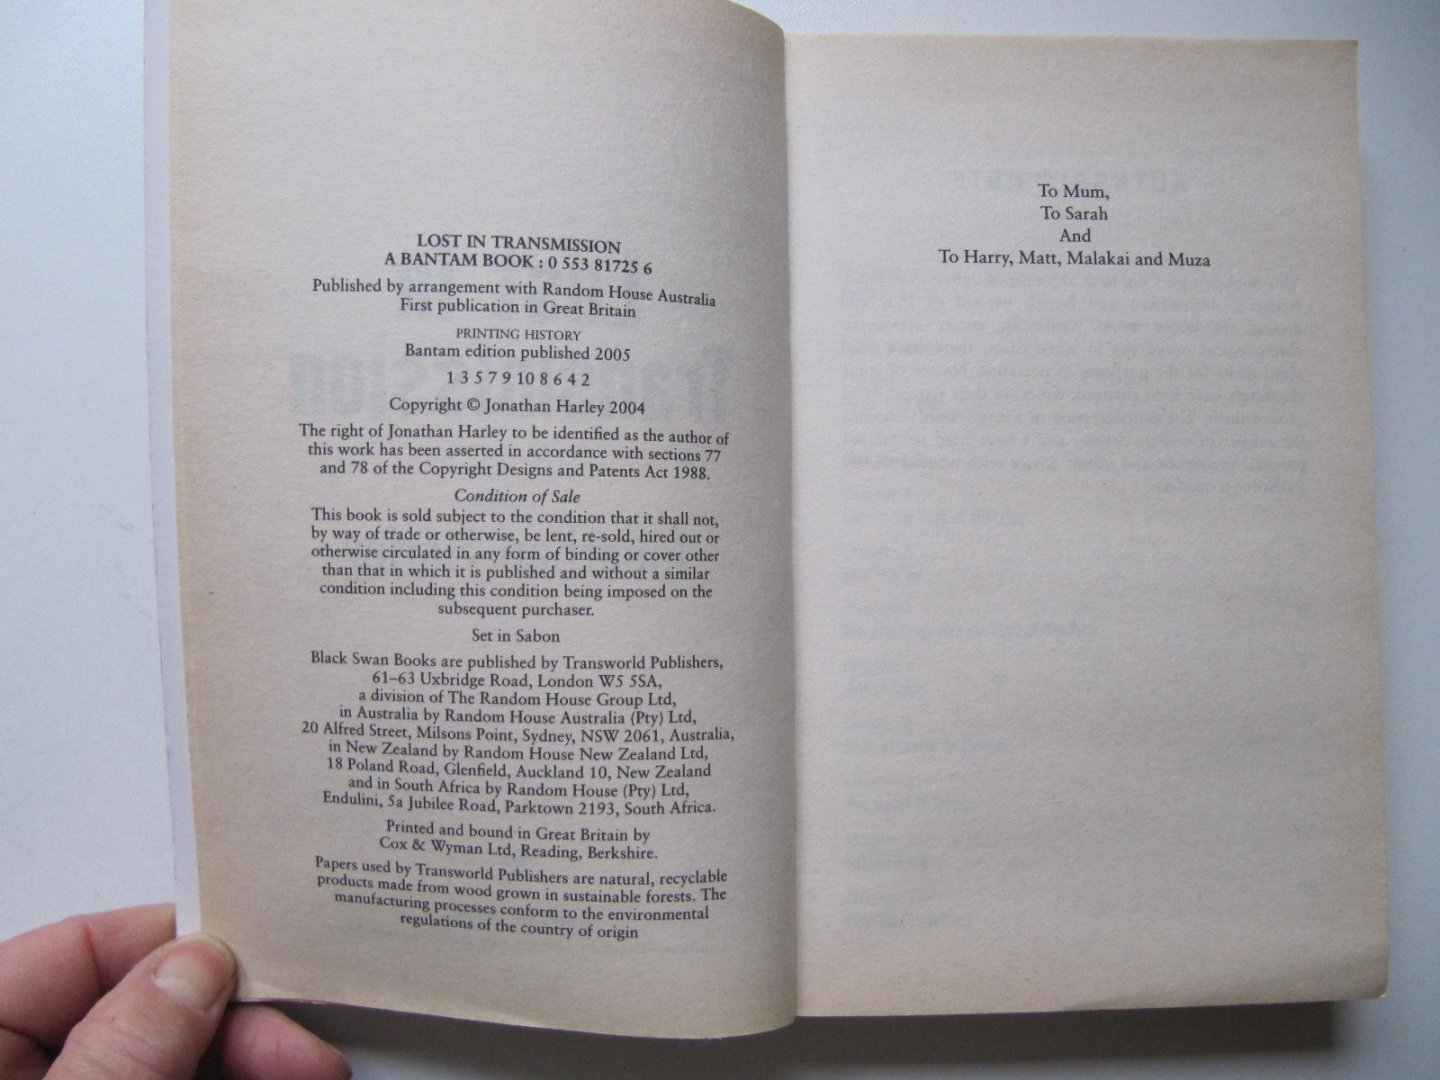 LOST IN TRANSMISSION
A BANTAM BOOK : 0 553 81725 6
Published by arrangement with Random House Australia
First publication in Great Britain
PRINTING HISTORY
Bantam edition published 2005
1 3 5 7 9 10 8 6 4 2
Copyright © Jonathan Harley 2004
The right of Jonathan Harley to be identified as the author of
this work has been asserted in accordance with sections 77
and 78 of the Copyright Designs and Patents Act 1988.
Condition of Sale
This book is sold subject to the condition that it shall not,
by way of trade or otherwise, be lent, re-sold, hired out or
otherwise circulated in any form of binding or cover other
than that in which it is published and without a similar
condition including this condition being imposed on the
subsequent purchaser.
Set in Sabon
Black Swan Books are published by Transworld Publishers,
61–63 Uxbridge Road, London W5 5SA,
a division of The Random House Group Ltd,
in Australia by Random House Australia (Pty) Ltd,
20 Alfred Street, Milsons Point, Sydney, NSW 2061, Australia,
in New Zealand by Random House New Zealand Ltd,
18 Poland Road, Glenfield, Auckland 10, New Zealand
and in South Africa by Random House (Pty) Ltd,
Endulini, 5a Jubilee Road, Parktown 2193, South Africa.
Printed and bound in Great Britain by
Cox & Wyman Ltd, Reading, Berkshire.
Papers used by Transworld Publishers are natural, recyclable
products made from wood grown in sustainable forests. The
manufacturing processes conform to the environmental
regulations of the country of origin
To Mum,
To Sarah
And
To Harry, Matt, Malakai and Muza